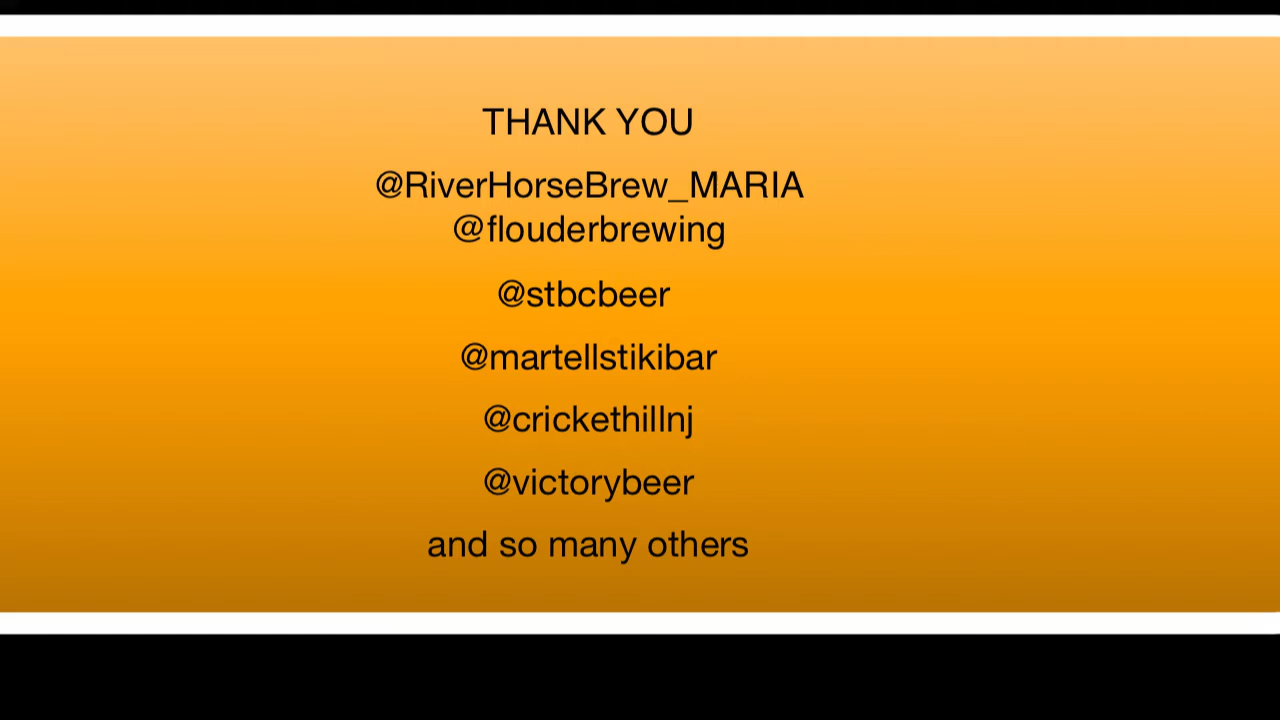 THANK YOU
@RiverHorseBrew_MARIA
@flouderbrewing
@stbcbeer
@martellstikibar
@crickethillnj
@victorybeer
and so many others